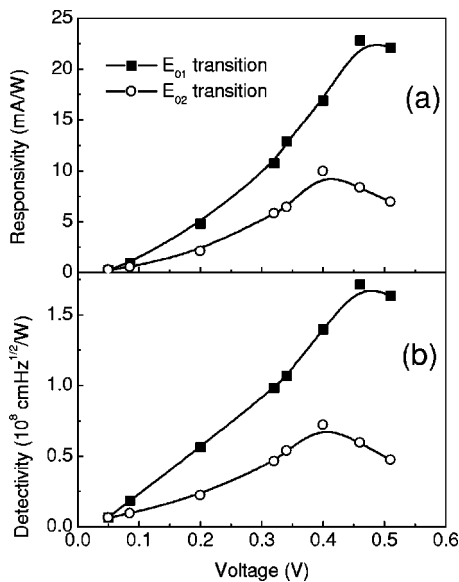 25
20
15
10
5
0
Responsivity (mA/W)
E01 transition
E02 transition
(a)
1.5
1.0
0.5
0.0
Detectivity (10^8 cmHz^1/2/W)
(b)
0.0 0.1 0.2 0.3 0.4 0.5
Voltage (V)